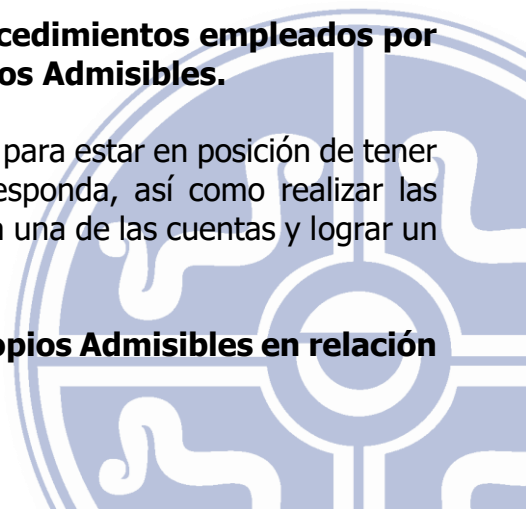 cedimientos empleados por
os Admisibles.
para estar en posición de tener
esponda, así como realizar las
una de las cuentas y lograr un
opios Admisibles en relación